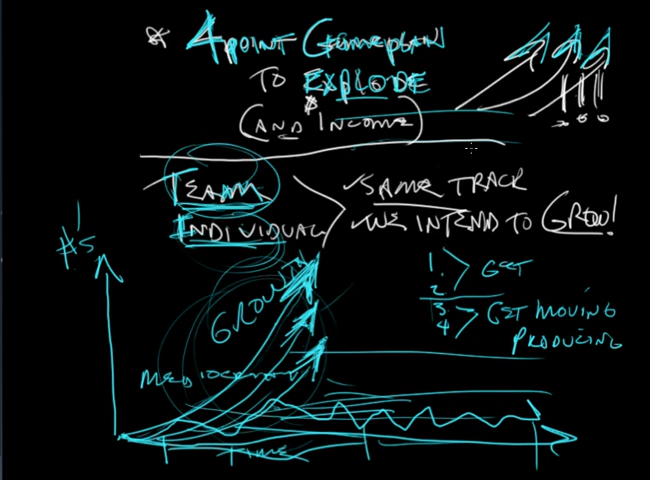 * 4 POINT GAMEPLAN
TO EXPLODE
(AND $ INCOME)
TEAM
INDIVIDUAL
✓ SAME TRACK
✓ WE INTEND TO GROW!
#'s
GROWTH
MEDIOCRITY
TIME
1.
2.
GET
3.
4
GET MOVING
PRODUCING